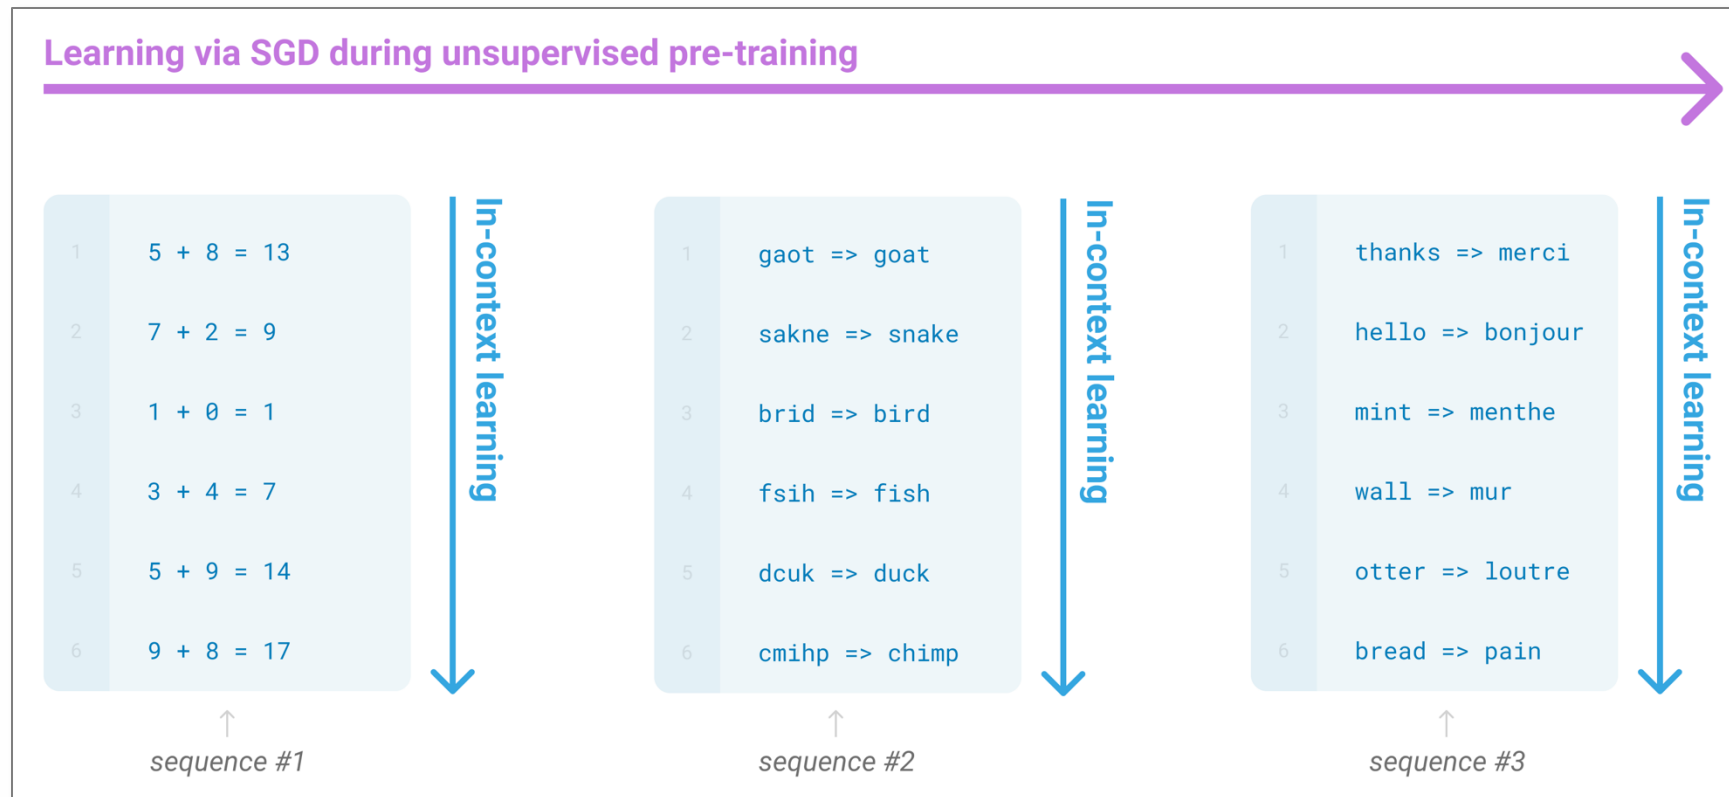 Learning via SGD during unsupervised pre-training
1 5 + 8 = 13
2 7 + 2 = 9
3 1 + 0 = 1
4 3 + 4 = 7
5 5 + 9 = 14
6 9 + 8 = 17
sequence #1
In-context learning
1 gaot => goat
2 sakne => snake
3 brid => bird
4 fsih => fish
5 dcuk => duck
6 cmihp => chimp
sequence #2
In-context learning
1 thanks => merci
2 hello => bonjour
3 mint => menthe
4 wall => mur
5 otter => loutre
6 bread => pain
sequence #3
In-context learning